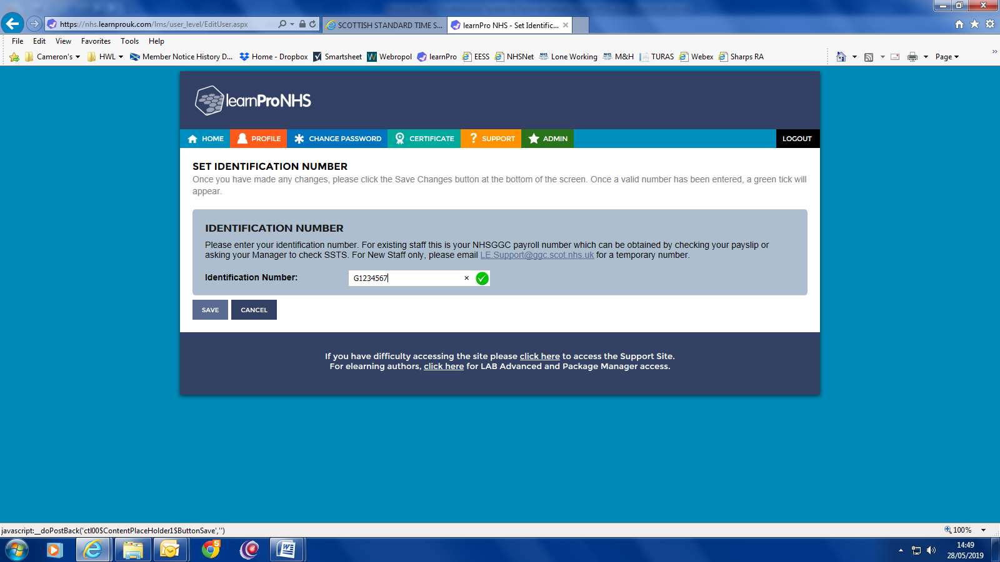 https://nhs.learnprouk.com/lms/user_level/EditUser.aspx
SCOTTISH STANDARD TIME S...
learnPro NHS - Set Identific...
File Edit View Favorites Tools Help
Cameron's HWL Member Notice History D... Home - Dropbox Smartsheet Webropol learnPro EESS NHSNet Lone Working M&H TURAS Webex Sharps RA Page
learnProNHS
HOME PROFILE CHANGE PASSWORD CERTIFICATE SUPPORT ADMIN LOGOUT
SET IDENTIFICATION NUMBER
Once you have made any changes, please click the Save Changes button at the bottom of the screen. Once a valid number has been entered, a green tick will
appear.
IDENTIFICATION NUMBER
Please enter your identification number. For existing staff this is your NHSGGC payroll number which can be obtained by checking your payslip or
asking your Manager to check SSTS. For New Staff only, please email LE.Support@ggc.scot.nhs.uk for a temporary number.
Identification Number: G1234567
SAVE CANCEL
If you have difficulty accessing the site please click here to access the Support Site.
For elearning authors, click here for LAB Advanced and Package Manager access.
javascript:__doPostBack('ctl00$ContentPlaceHolder1$ButtonSave','')
100%
5
14:49
28/05/2019